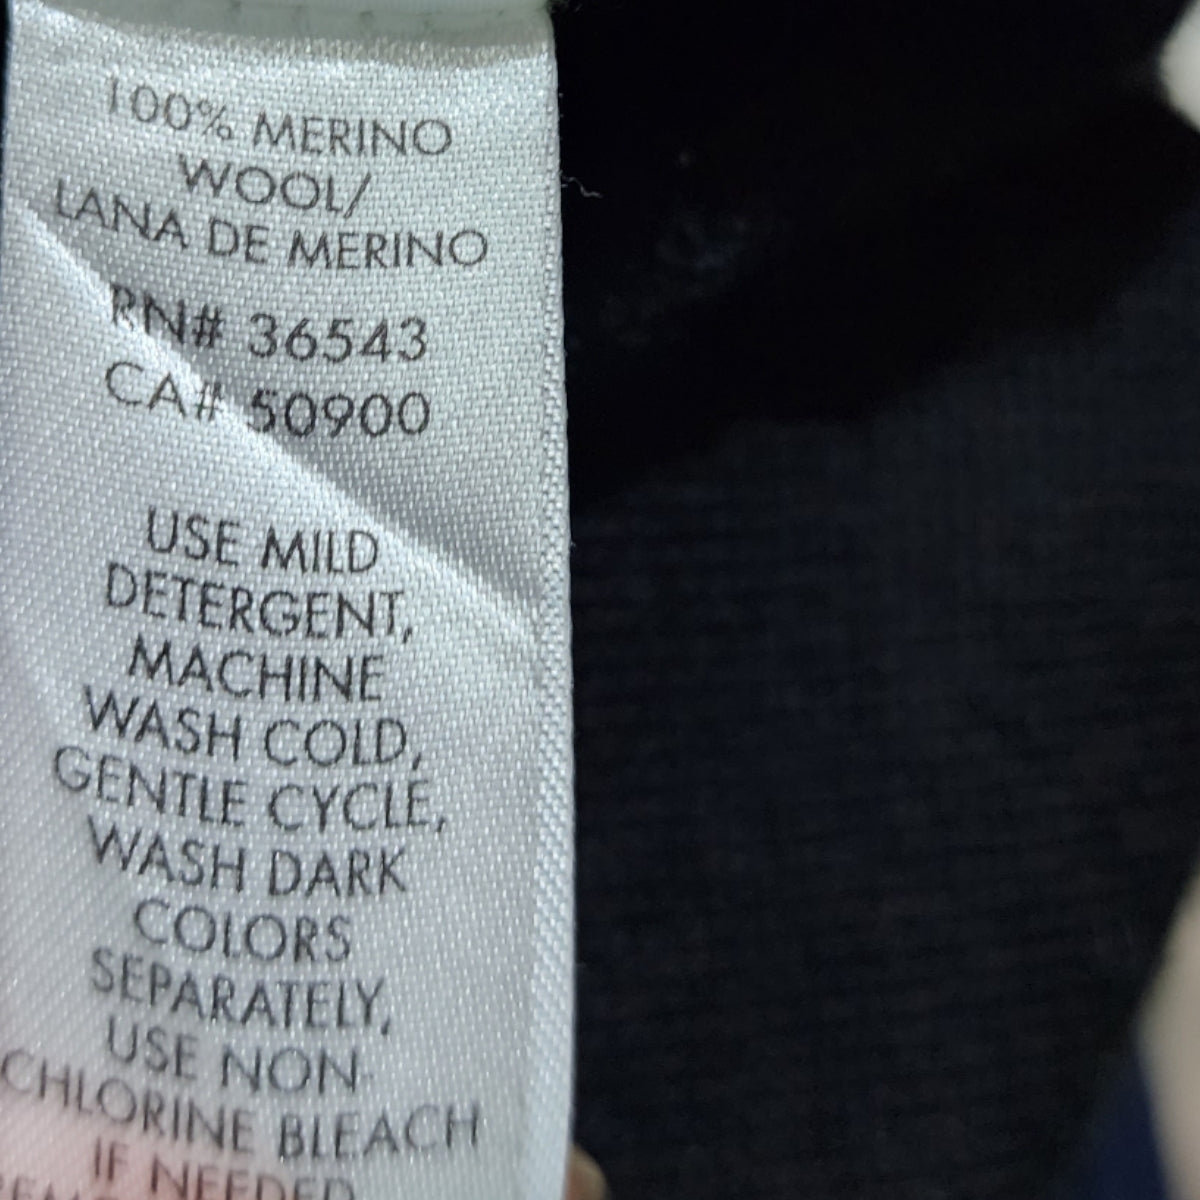 100% MERINO
WOOL/
LANA DE MERINO
RN# 36543
CA# 50900
USE MILD
DETERGENT,
MACHINE
WASH COLD,
GENTLE CYCLE,
WASH DARK
COLORS
SEPARATELY,
USE NON-
CHLORINE BLEACH
IF NEEDED